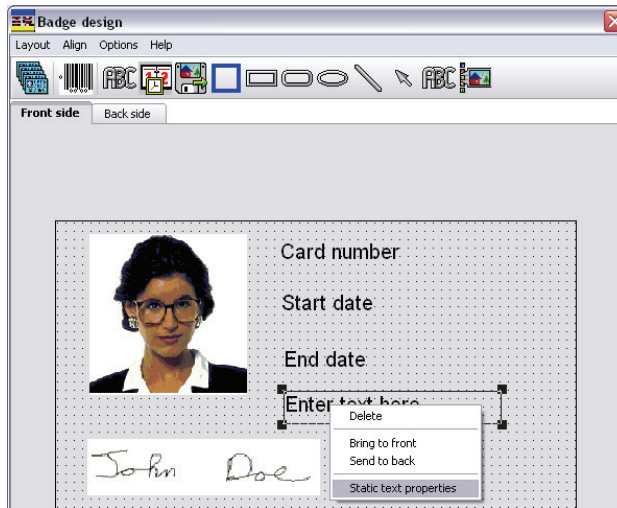 Badge design
Layout Align Options Help
ABC 12 ABC
Front side Back side
Card number
Start date
End date
Enter text here
Delete
Bring to front
Send to back
Static text properties
John Doe